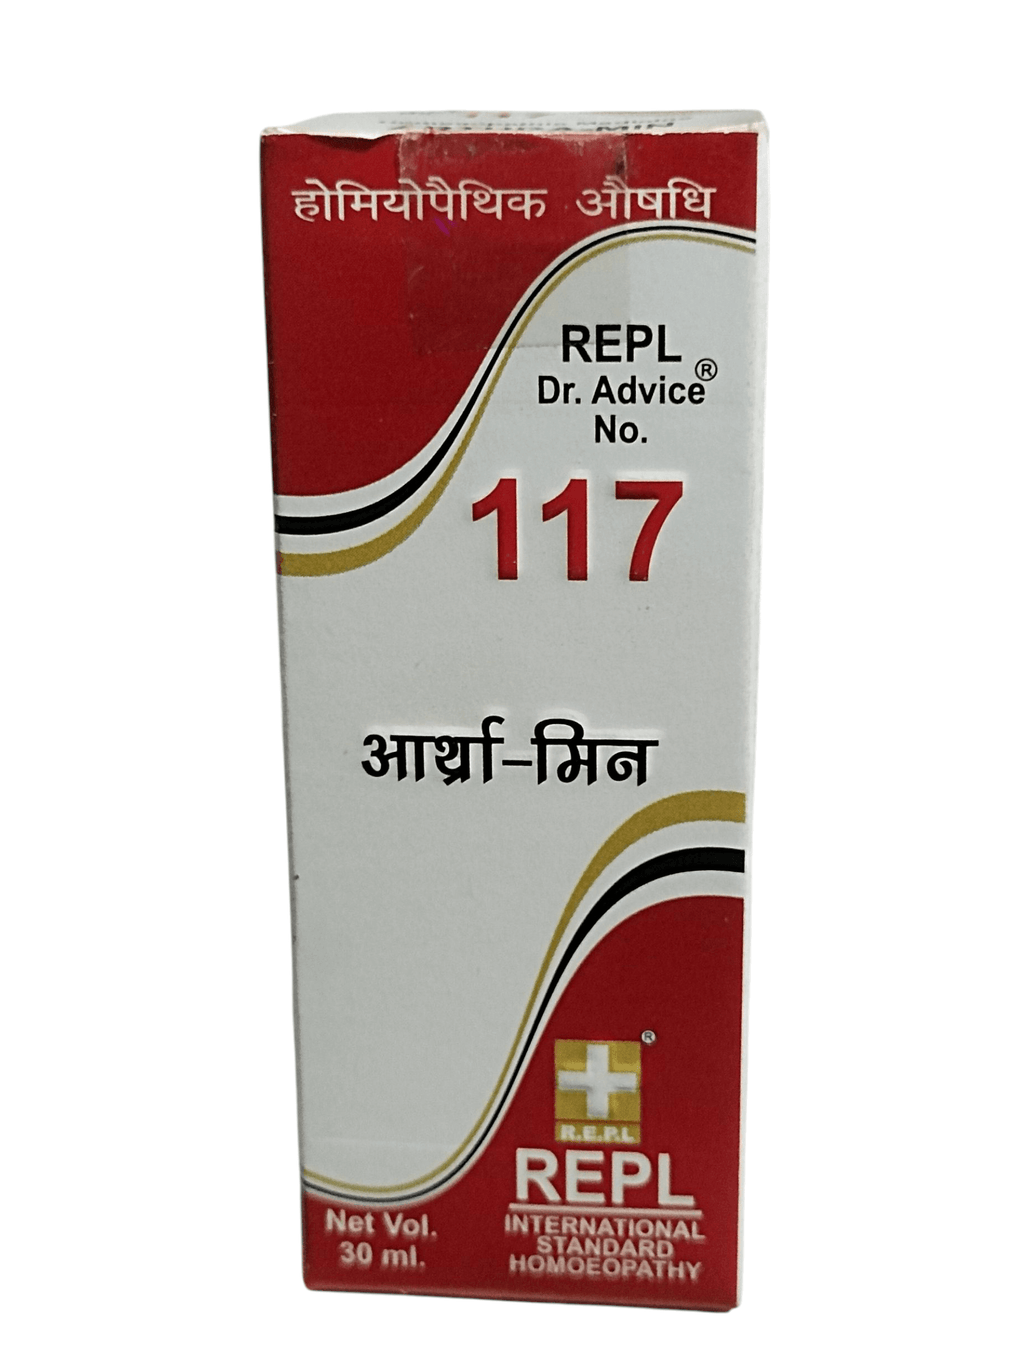 होमियोपैथिक औषधि
REPL
Dr. Advice®
No.
117
आर्थ्रा-मिन
®
R.E.P.L
REPL
INTERNATIONAL
STANDARD
HOMOEOPATHY
Net Vol.
30 ml.